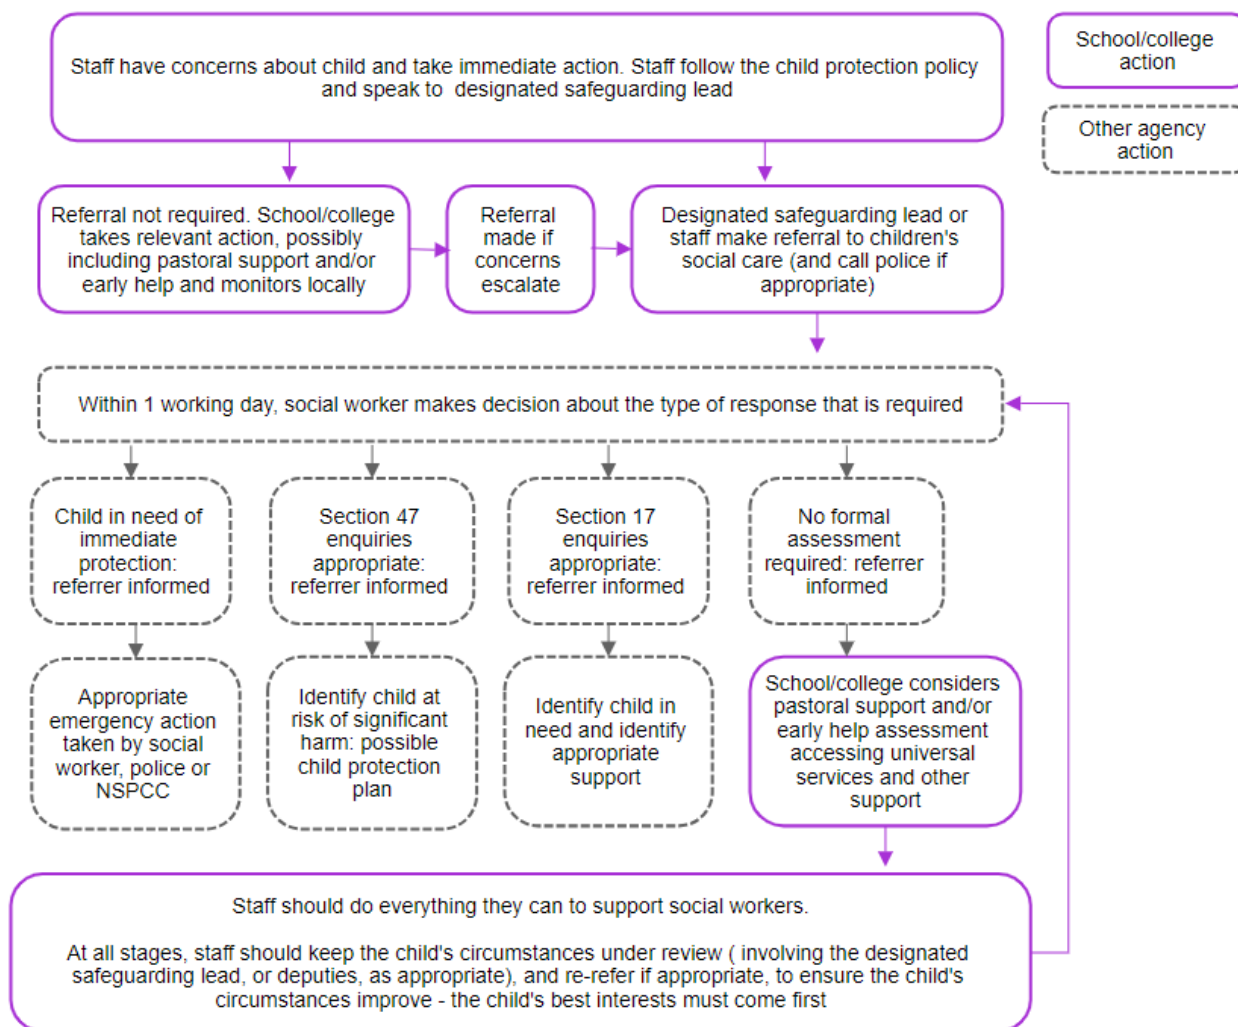 Staff have concerns about child and take immediate action. Staff follow the child protection policy
and speak to  designated safeguarding lead
School/college
action
Other agency
action
Referral not required. School/college
takes relevant action, possibly
including pastoral support and/or
early help and monitors locally
Referral
made if
concerns
escalate
Designated safeguarding lead or
staff make referral to children's
social care (and call police if
appropriate)
Within 1 working day, social worker makes decision about the type of response that is required
Child in need of
immediate
protection:
referrer informed
Section 47
enquiries
appropriate:
referrer informed
Section 17
enquiries
appropriate:
referrer informed
No formal
assessment
required: referrer
informed
Appropriate
emergency action
taken by social
worker, police or
NSPCC
Identify child at
risk of significant
harm: possible
child protection
plan
Identify child in
need and identify
appropriate
support
School/college considers
pastoral support and/or
early help assessment
accessing universal
services and other
support
Staff should do everything they can to support social workers.
At all stages, staff should keep the child's circumstances under review ( involving the designated
safeguarding lead, or deputies, as appropriate), and re-refer if appropriate, to ensure the child's
circumstances improve - the child's best interests must come first